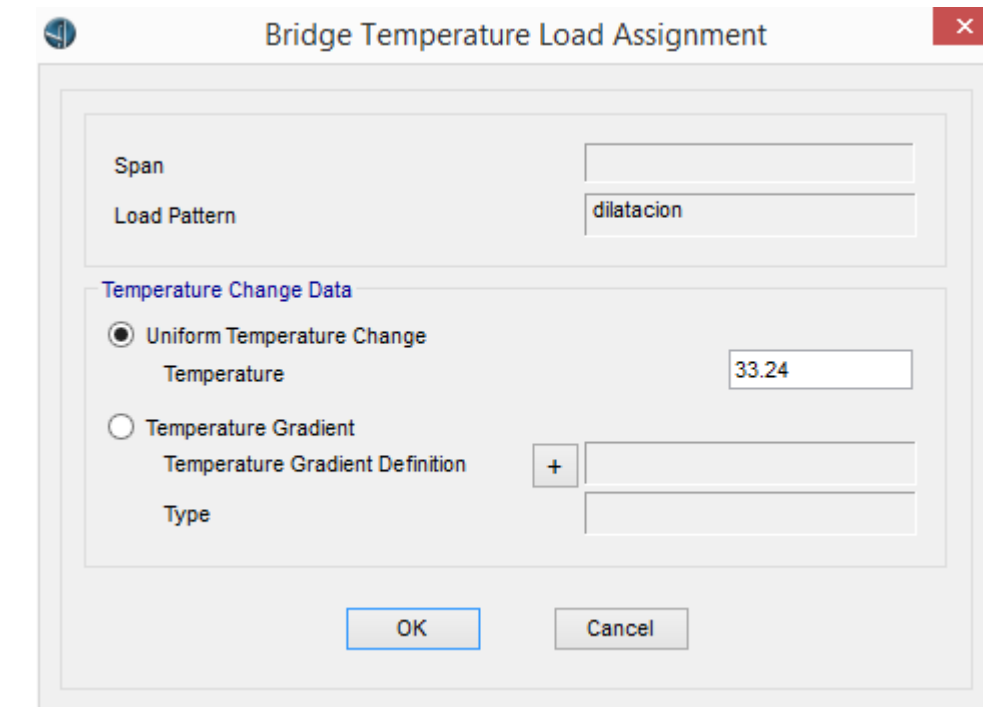 Bridge Temperature Load Assignment
Span
Load Pattern dilatacion
Temperature Change Data
Uniform Temperature Change
Temperature 33.24
Temperature Gradient
Temperature Gradient Definition +
Type
OK Cancel